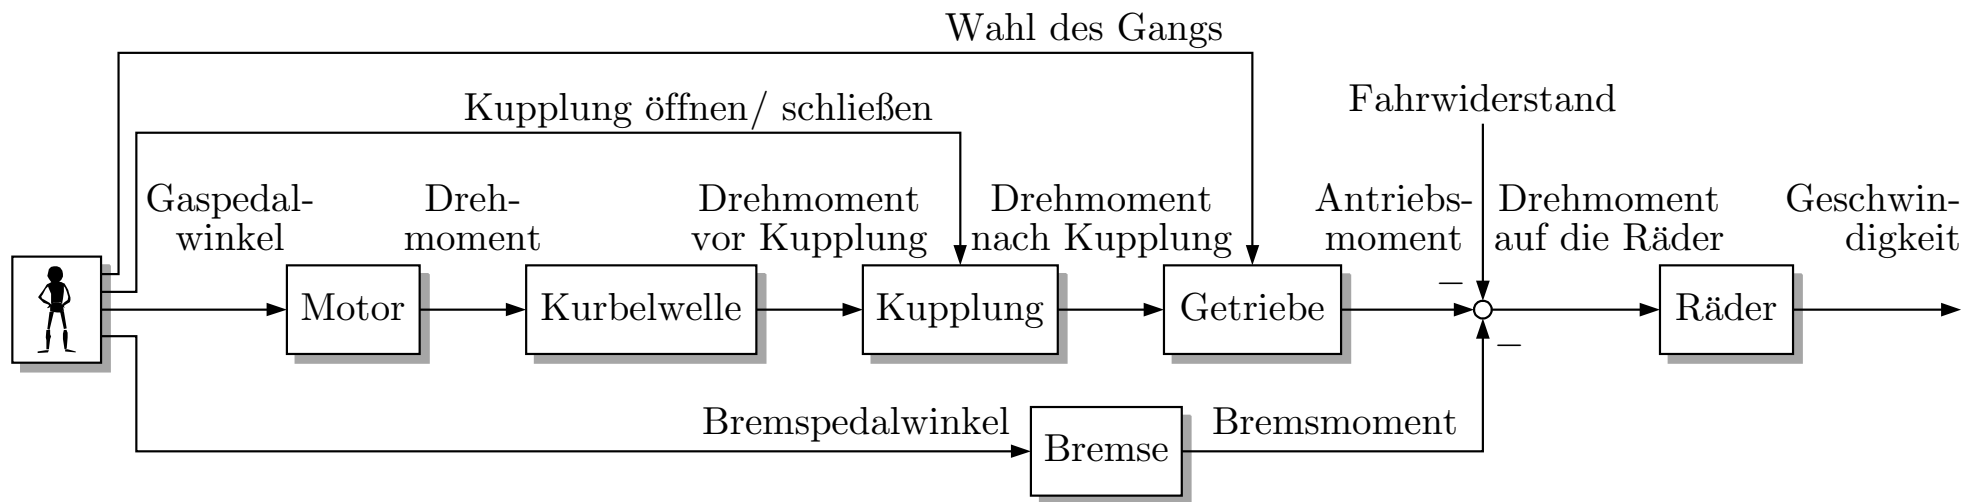 Wahl des Gangs
Kupplung öffnen/ schließen
Fahrwiderstand
Gaspedal-
winkel
Dreh-
moment
Drehmoment
vor Kupplung
Drehmoment
nach Kupplung
Antriebs-
moment
Drehmoment
auf die Räder
Geschwin-
digkeit
Motor
Kurbelwelle
Kupplung
Getriebe
−
−
Räder
Bremspedalwinkel
Bremse
Bremsmoment